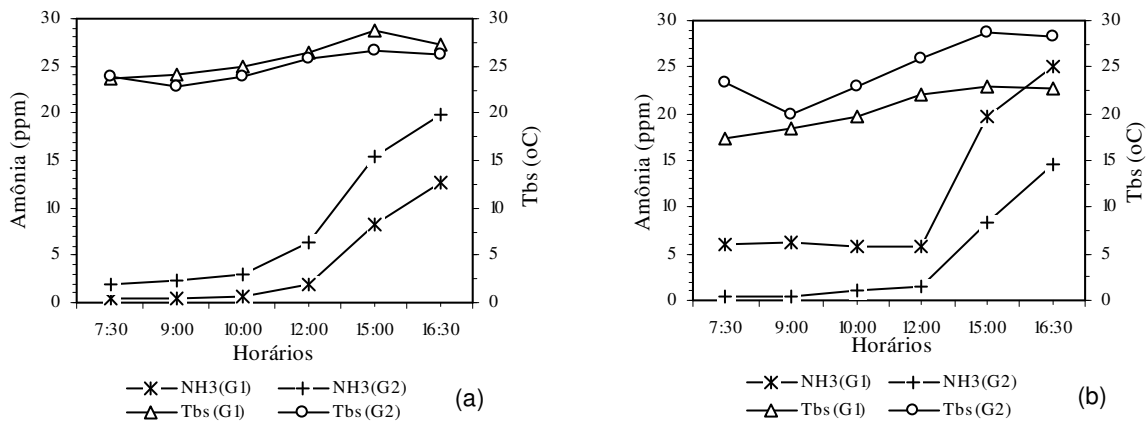 30 30
25 25
20 20
15 15
10 10
5 5
0 0
Amônia (ppm)
Tbs (oC)
7:30 9:00 10:00 12:00 15:00 16:30
Horários
NH3(G1) NH3(G2)
Tbs(G1) Tbs(G2)
(a)
30 30
25 25
20 20
15 15
10 10
5 5
0 0
Amônia (ppm)
Tbs (oC)
7:30 9:00 10:00 12:00 15:00 16:30
Horários
NH3(G1) NH3(G2)
Tbs(G1) Tbs(G2)
(b)